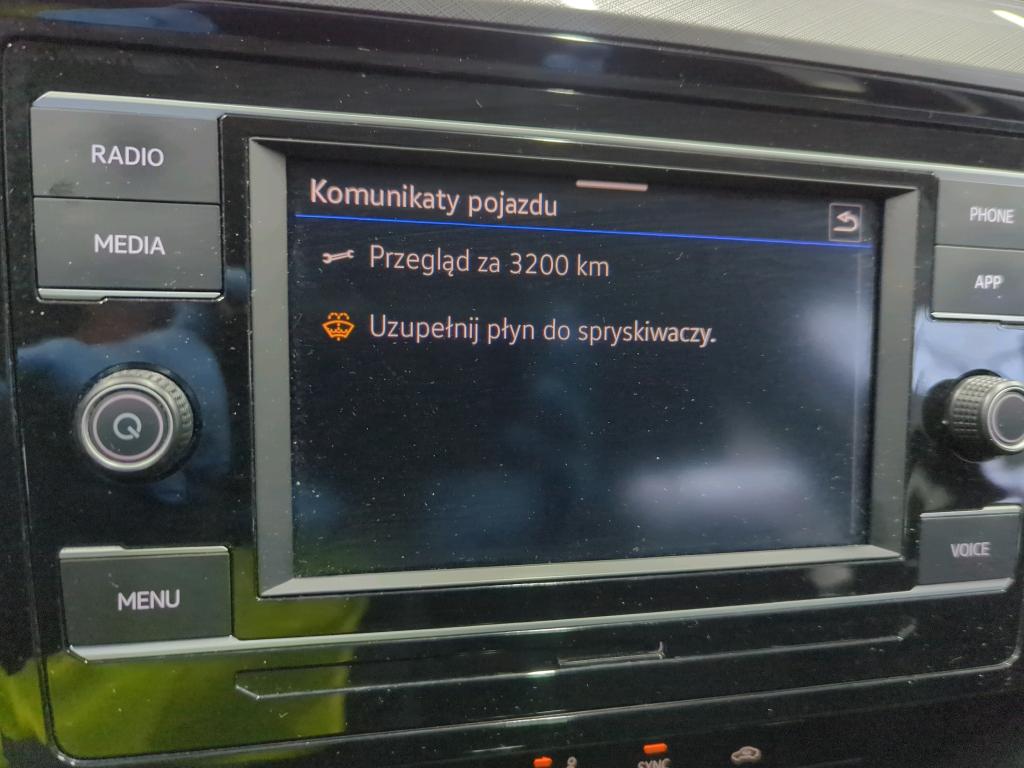 RADIO
MEDIA
MENU
Komunikaty pojazdu
Przegląd za 3200 km
Uzupełnij płyn do spryskiwaczy.
PHONE
APP
VOICE
SYNC